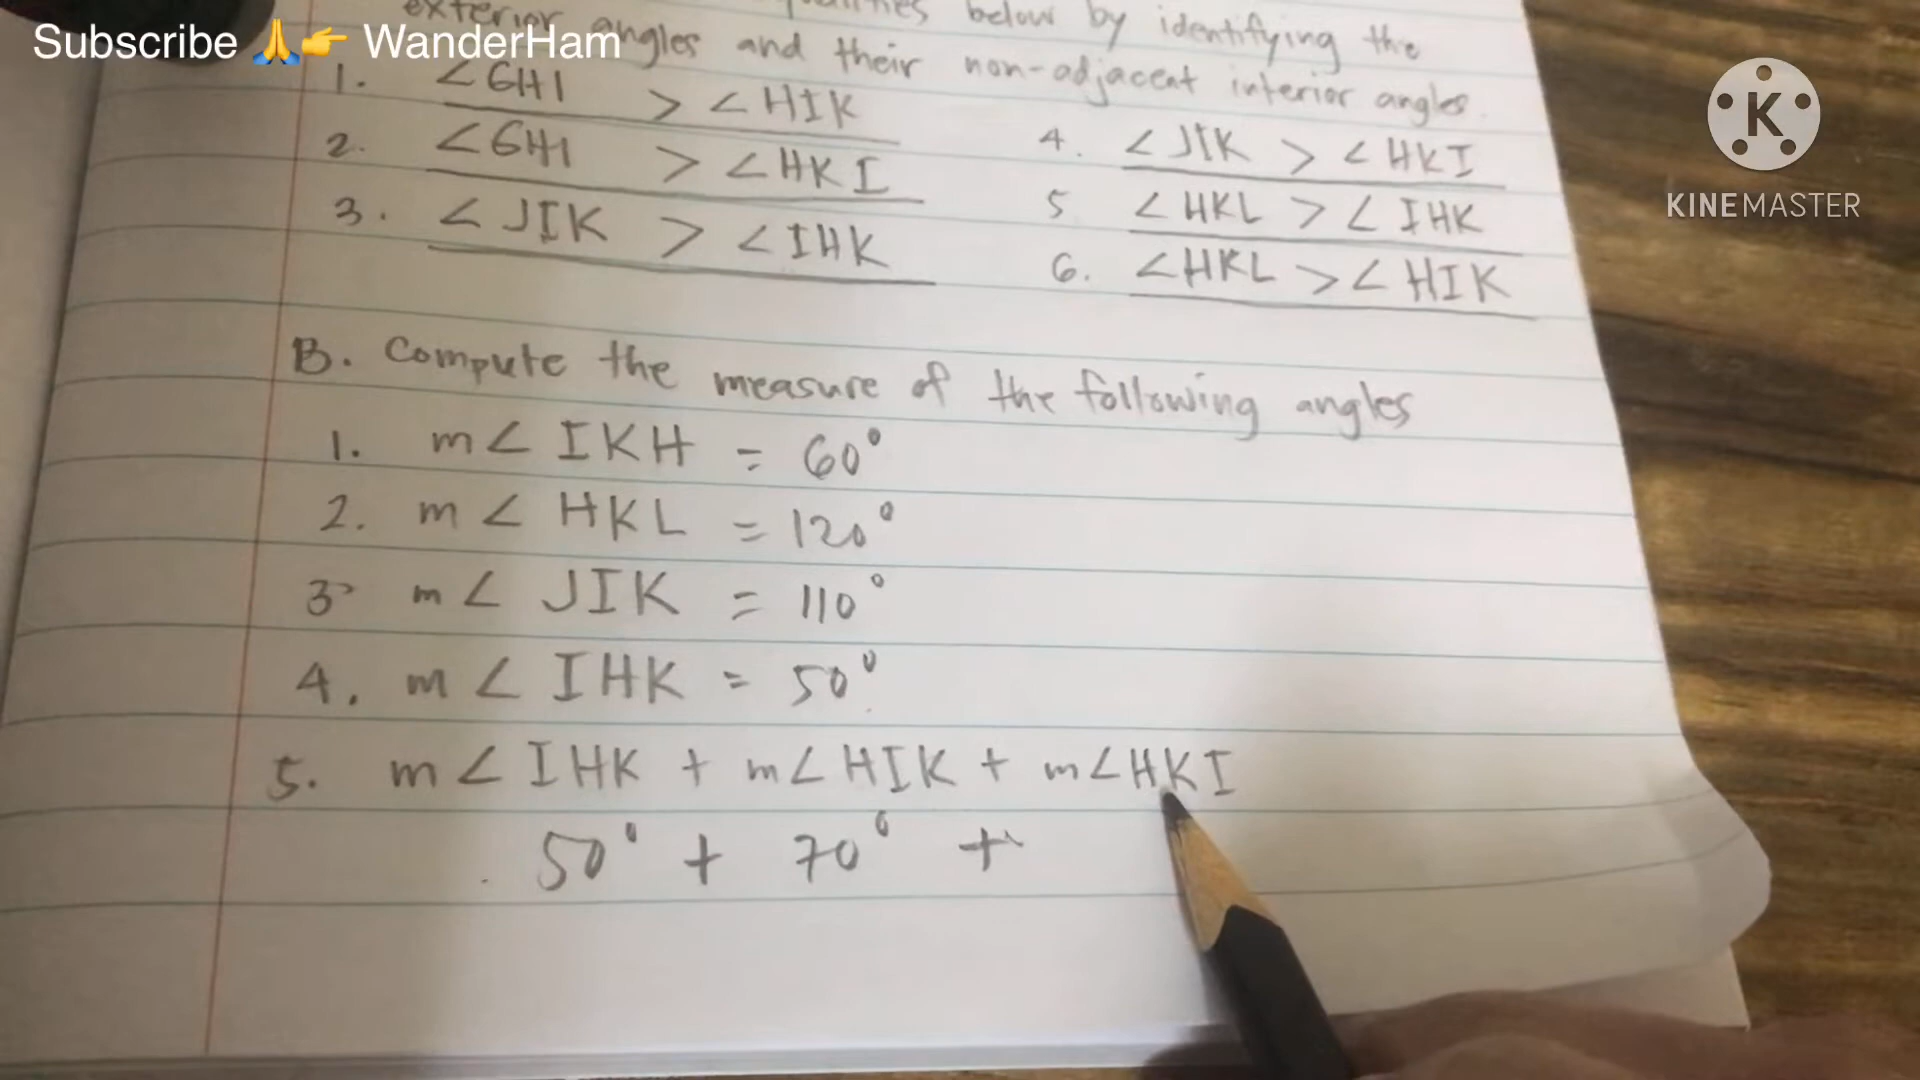 Subscribe 🙏👉 WanderHam
KINEMASTER
exterior below by identifying the
angles and their non-adjacent interior angles.
1. ∠GHI > ∠HIK
2. ∠GHI > ∠HKI
3. ∠JIK > ∠IHK
4. ∠JIK > ∠HKI
5 ∠HKL > ∠IHK
6. ∠HKL > ∠HIK
B. Compute the measure of the following angles
1. m∠IKH = 60°
2. m∠HKL = 120°
3. m∠JIK = 110°
4. m∠IHK = 50°
5. m∠IHK + m∠HIK + m∠HKI
50° + 70° +